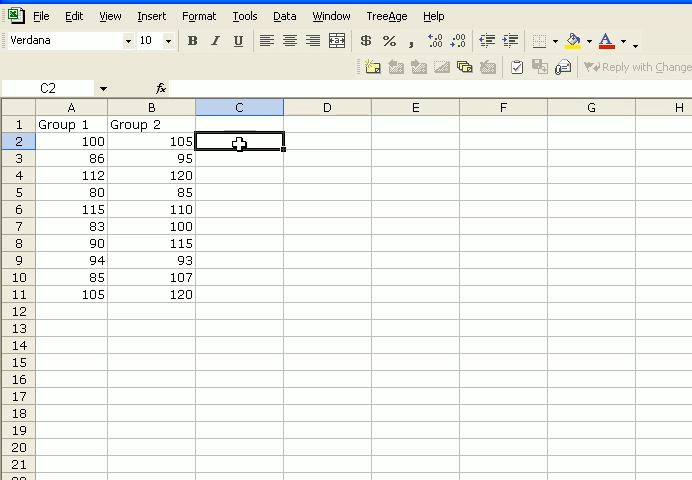 File Edit View Insert Format Tools Data Window TreeAge Help
Verdana 10 B I U $ % , .00 .0
Reply with Change
C2 fx
A B C D E F G H
1 Group 1 Group 2
2 100 105
3 86 95
4 112 120
5 80 85
6 115 110
7 83 100
8 90 115
9 94 93
10 85 107
11 105 120
12
13
14
15
16
17
18
19
20
21